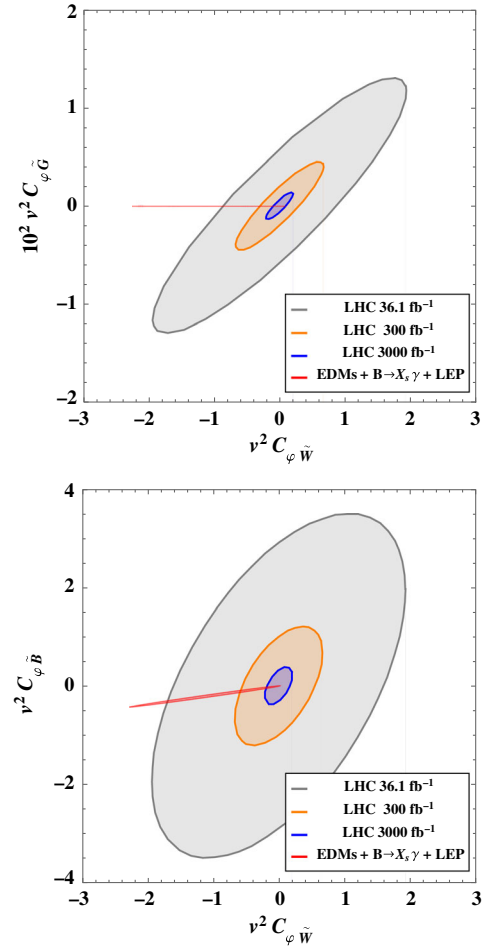 2
1
0
−1
−2
10² v² C_φG̃
LHC 36.1 fb⁻¹
LHC 300 fb⁻¹
LHC 3000 fb⁻¹
EDMs + B→X_s γ + LEP
−3 −2 −1 0 1 2 3
v² C_φW̃
4
2
0
−2
−4
v² C_φB̃
LHC 36.1 fb⁻¹
LHC 300 fb⁻¹
LHC 3000 fb⁻¹
EDMs + B→X_s γ + LEP
−3 −2 −1 0 1 2 3
v² C_φW̃